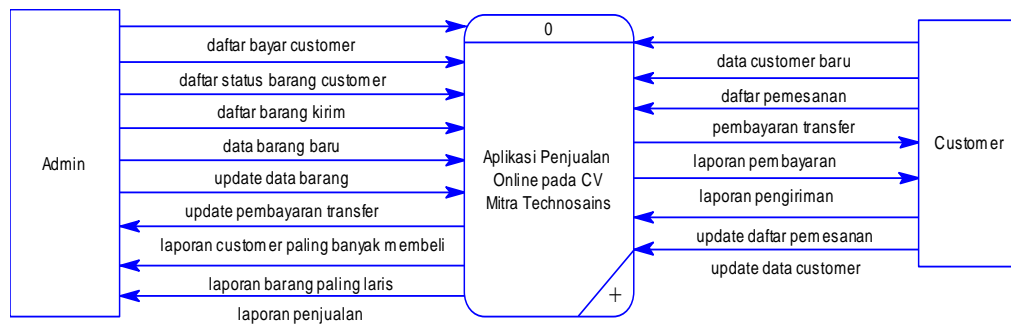 Admin
daftar bayar customer
daftar status barang customer
daftar barang kirim
data barang baru
update data barang
update pembayaran transfer
laporan customer paling banyak membeli
laporan barang paling laris
laporan penjualan
0
Aplikasi Penjualan
Online pada CV
Mitra Technosains
+
data customer baru
daftar pemesanan
pembayaran transfer
laporan pembayaran
laporan pengiriman
update daftar pemesanan
update data customer
Customer